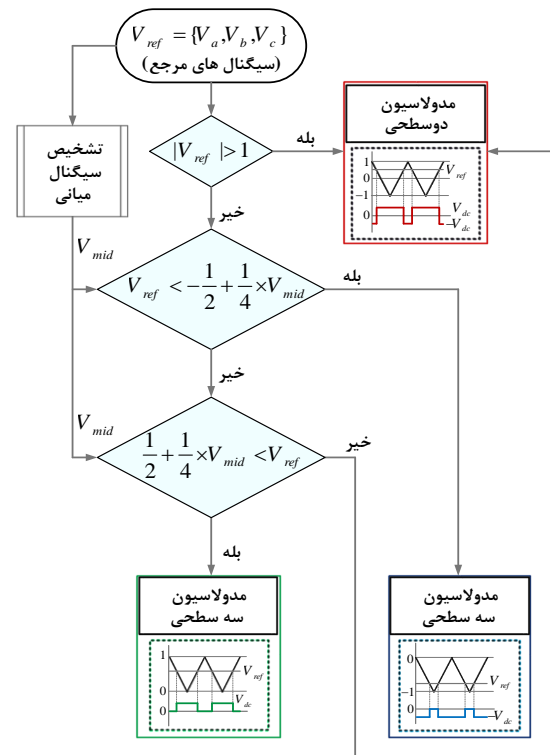 V_ref = {V_a, V_b, V_c}
(سیگنال های مرجع)
تشخیص
سیگنال
میانی
|V_ref| > 1
بله
خیر
مدولاسیون
دوسطحی
1
0
−1
V_ref
0
V_dc
−V_dc
V_mid
V_ref < −1/2 + 1/4 × V_mid
بله
خیر
V_mid
1/2 + 1/4 × V_mid < V_ref
خیر
بله
مدولاسیون
سه سطحی
1
0
V_ref
0
V_dc
مدولاسیون
سه سطحی
0
−1
V_ref
0
−V_dc